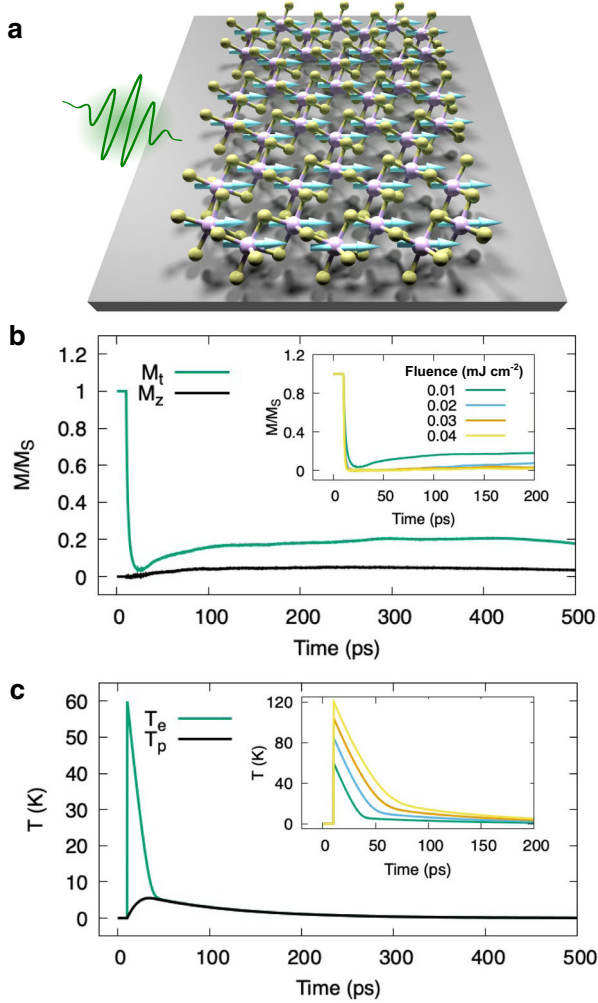 a
b
1.2
1
0.8
0.6
0.4
0.2
0
M/M_S
M_t
M_z
0 100 200 300 400 500
Time (ps)
1.2
0.8
0.4
0
M/M_S
Fluence (mJ cm⁻²)
0.01
0.02
0.03
0.04
0 50 100 150 200
Time (ps)
c
60
50
40
30
20
10
0
T (K)
T_e
T_p
0 100 200 300 400 500
Time (ps)
120
80
40
0
T (K)
0 50 100 150 200
Time (ps)